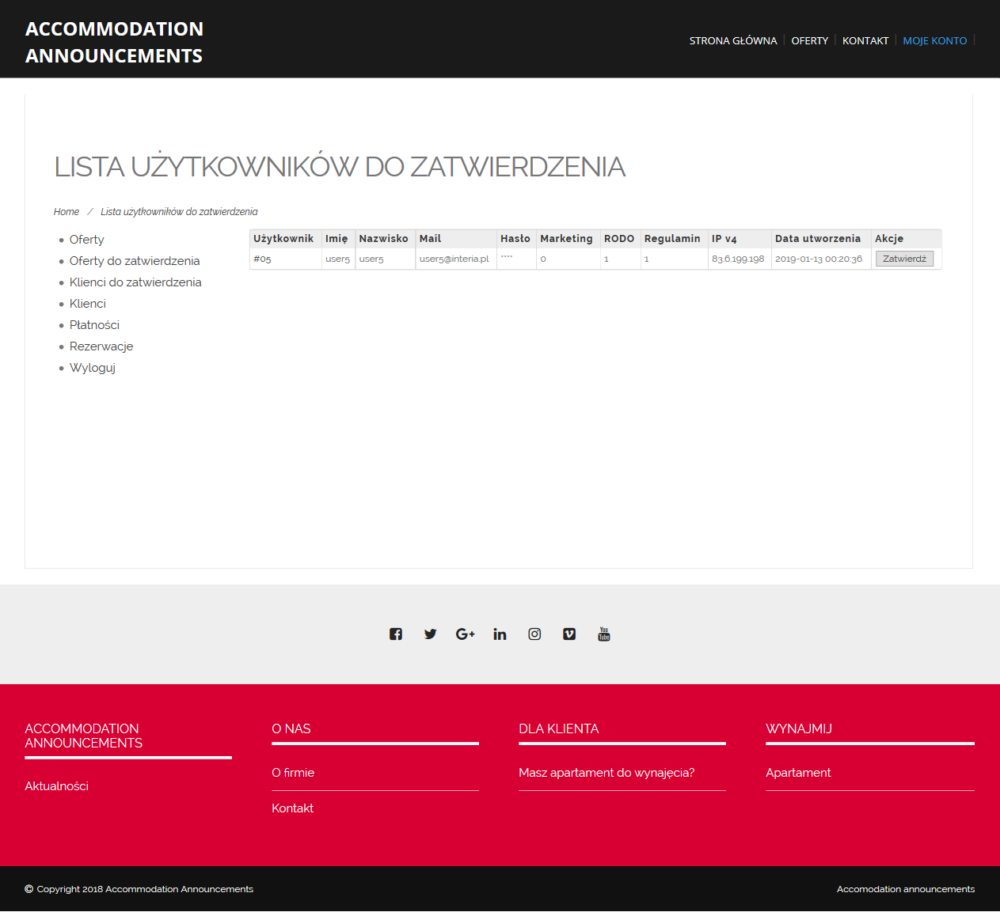 ACCOMMODATION
ANNOUNCEMENTS
STRONA GŁÓWNA OFERTY KONTAKT MOJE KONTO
LISTA UŻYTKOWNIKÓW DO ZATWIERDZENIA
Home / Lista użytkowników do zatwierdzenia
Oferty
Oferty do zatwierdzenia
Klienci do zatwierdzenia
Klienci
Płatności
Rezerwacje
Wyloguj
Użytkownik Imię Nazwisko Mail Hasło Marketing RODO Regulamin IP v4 Data utworzenia Akcje
#05 user5 user5 user5@interia.pl **** 0 1 1 83.6.199.198 2019-01-13 00:20:36 Zatwierdź
You
Tube
ACCOMMODATION
ANNOUNCEMENTS
Aktualności
O NAS
O firmie
Kontakt
DLA KLIENTA
Masz apartament do wynajęcia?
WYNAJMIJ
Apartament
© Copyright 2018 Accommodation Announcements
Accomodation announcements